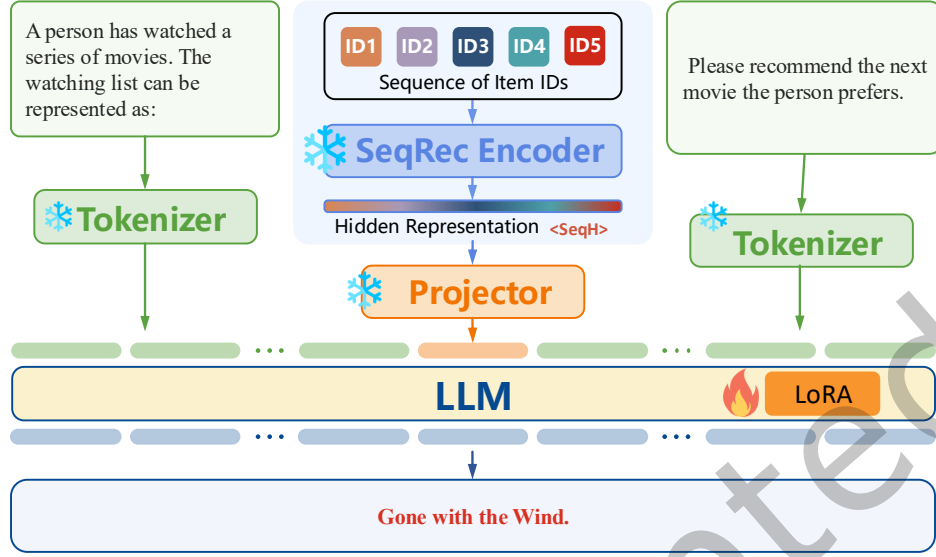 A person has watched a
series of movies. The
watching list can be
represented as:
ID1 ID2 ID3 ID4 ID5
Sequence of Item IDs
Please recommend the next
movie the person prefers.
SeqRec Encoder
Hidden Representation <SeqH>
Tokenizer
Tokenizer
Projector
LLM
LoRA
Gone with the Wind.